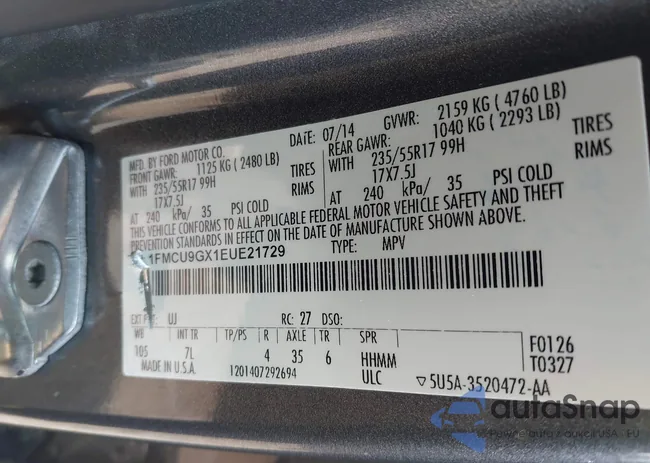 MFD. BY FORD MOTOR CO.
DATE: 07/14 GVWR: 2159 KG ( 4760 LB)
FRONT GAWR: 1125 KG ( 2480 LB) REAR GAWR: 1040 KG ( 2293 LB)
WITH 235/55R17 99H TIRES WITH 235/55R17 99H TIRES
17X7.5J RIMS 17X7.5J RIMS
AT 240 kPa/ 35 PSI COLD AT 240 kPa/ 35 PSI COLD
THIS VEHICLE CONFORMS TO ALL APPLICABLE FEDERAL MOTOR VEHICLE SAFETY AND THEFT
PREVENTION STANDARDS IN EFFECT ON THE DATE OF MANUFACTURE SHOWN ABOVE.
1FMCU9GX1EUE21729 TYPE: MPV
EXT UJ RC: 27 DSO:
WB INT TR TP/PS R AXLE TR SPR
105 7L 4 35 6 HHMM F0126
MADE IN U.S.A. 1201407292694 ULC T0327
▽5U5A-3520472-AA
autoSnap